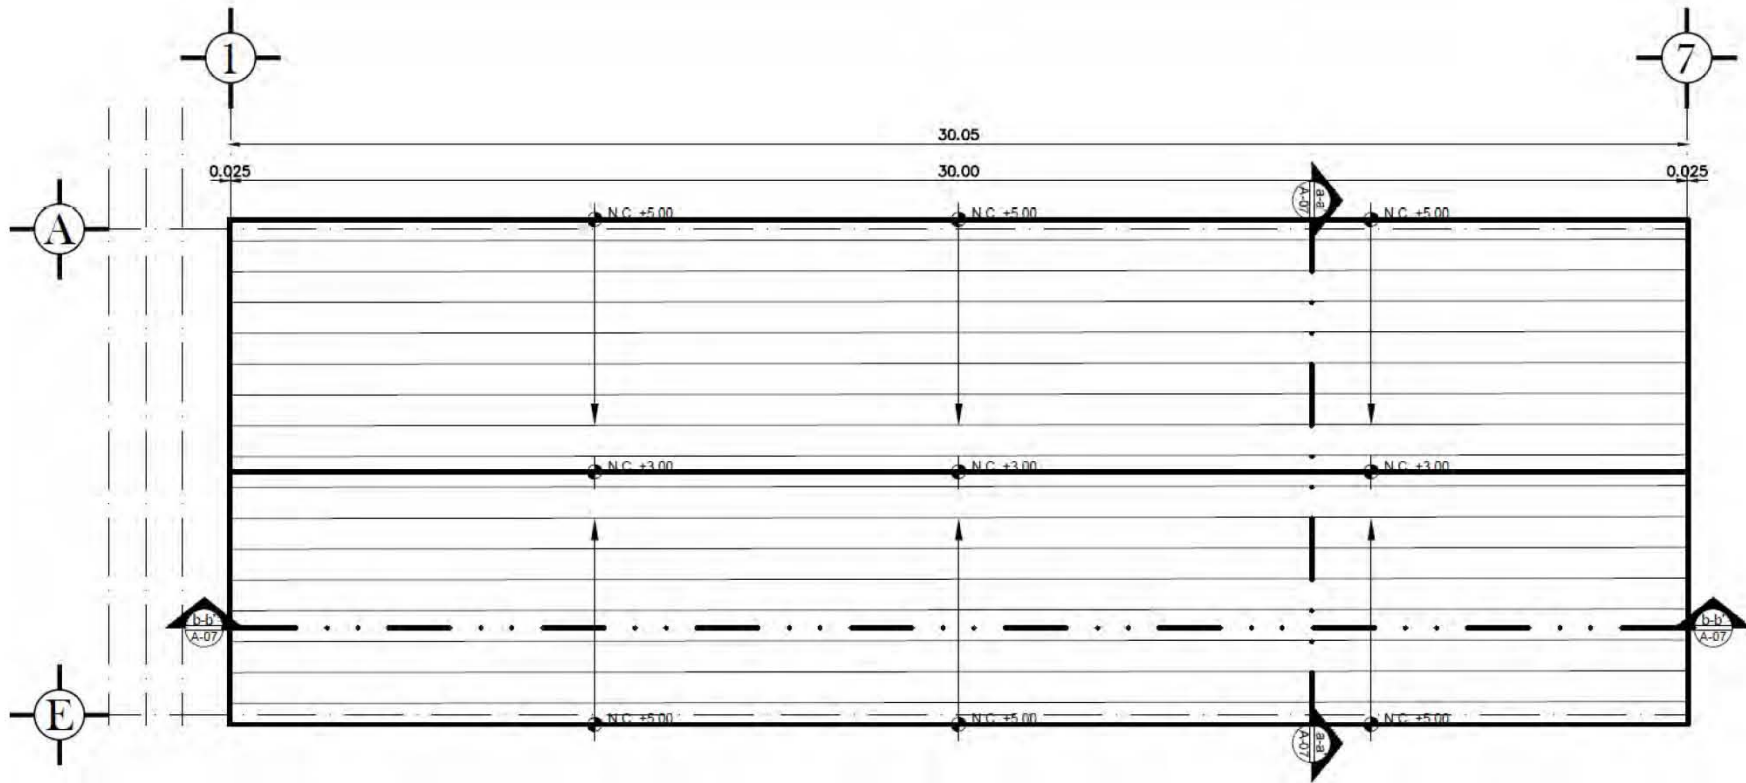 1
7
30.05
0.025
30.00
0.025
a-a'
A-07
A
N.C. +5.00
N.C. +5.00
N.C. +5.00
N.C. +3.00
N.C. +3.00
N.C. +3.00
b-b'
A-07
b-b'
A-07
E
N.C. +5.00
N.C. +5.00
N.C. +5.00
a-a'
A-07